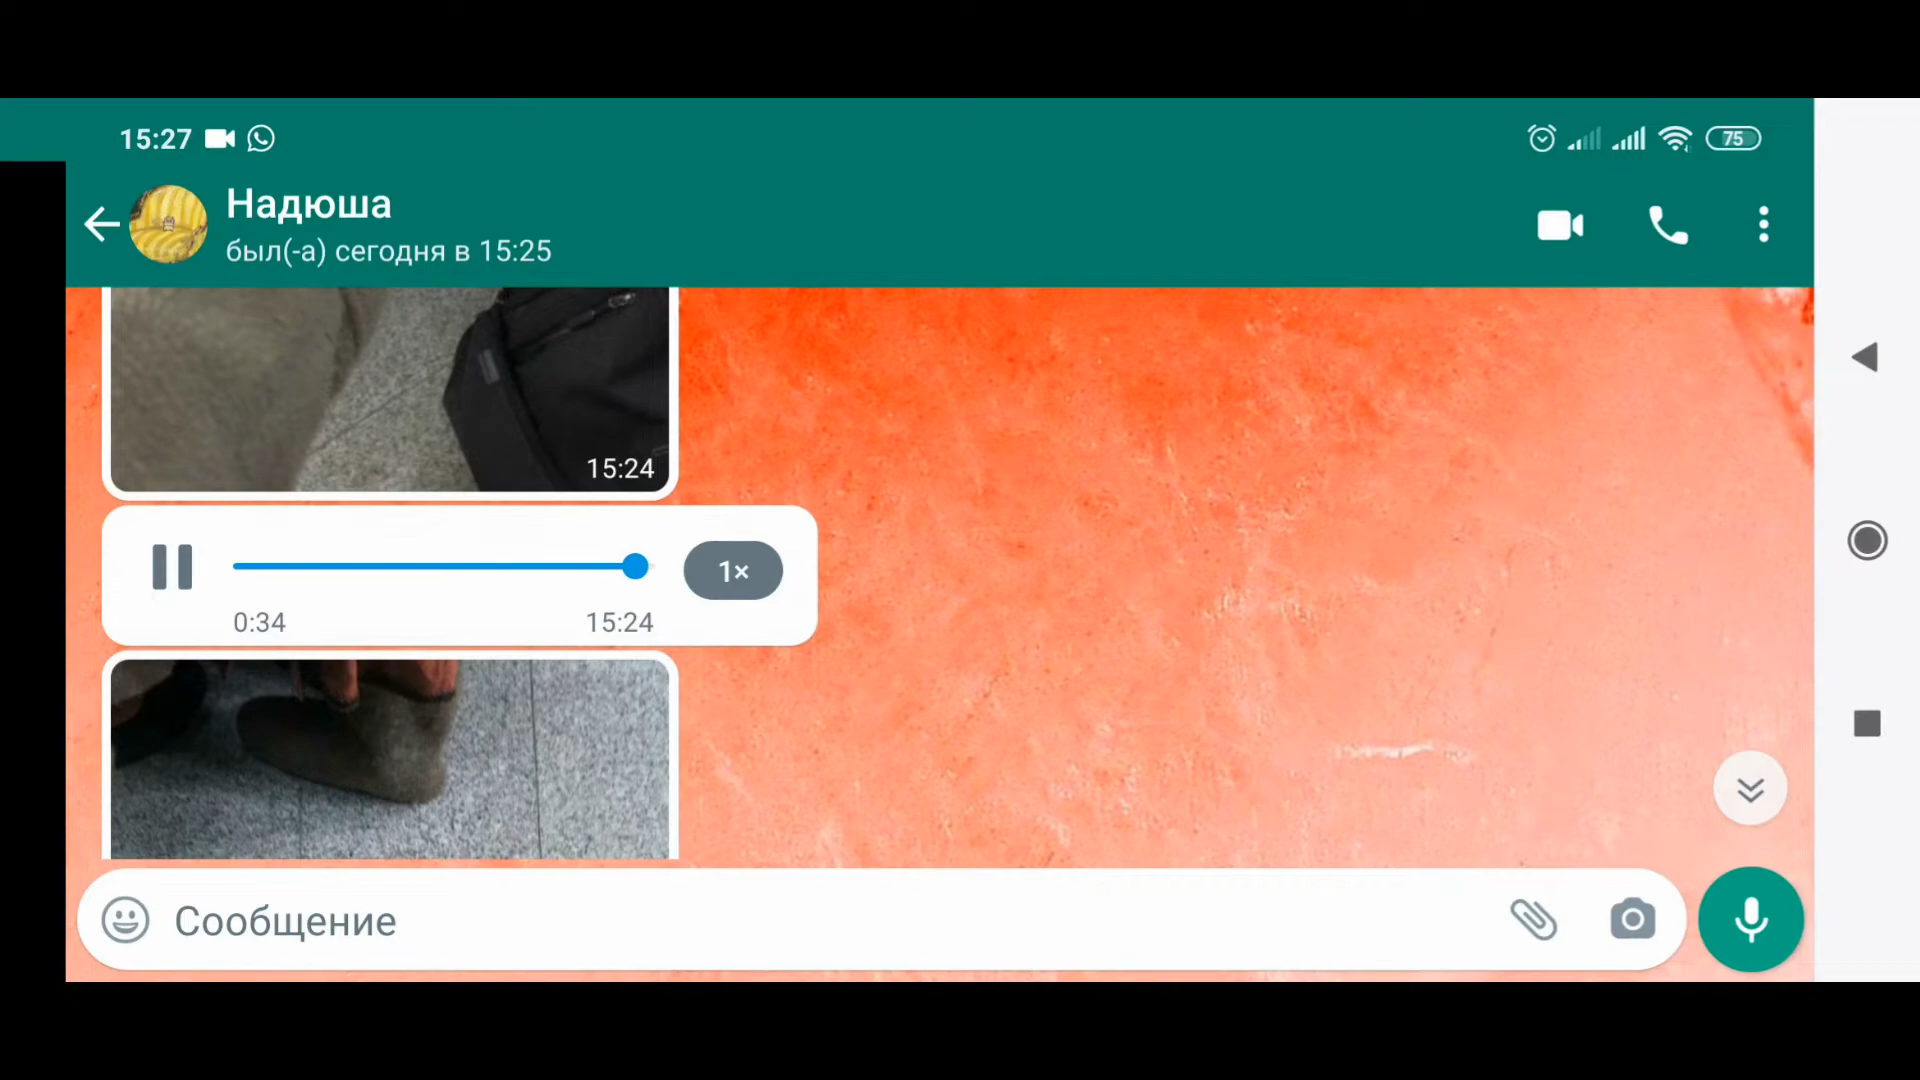 15:27
75
Надюша
был(-а) сегодня в 15:25
15:24
1×
0:34 15:24
Сообщение